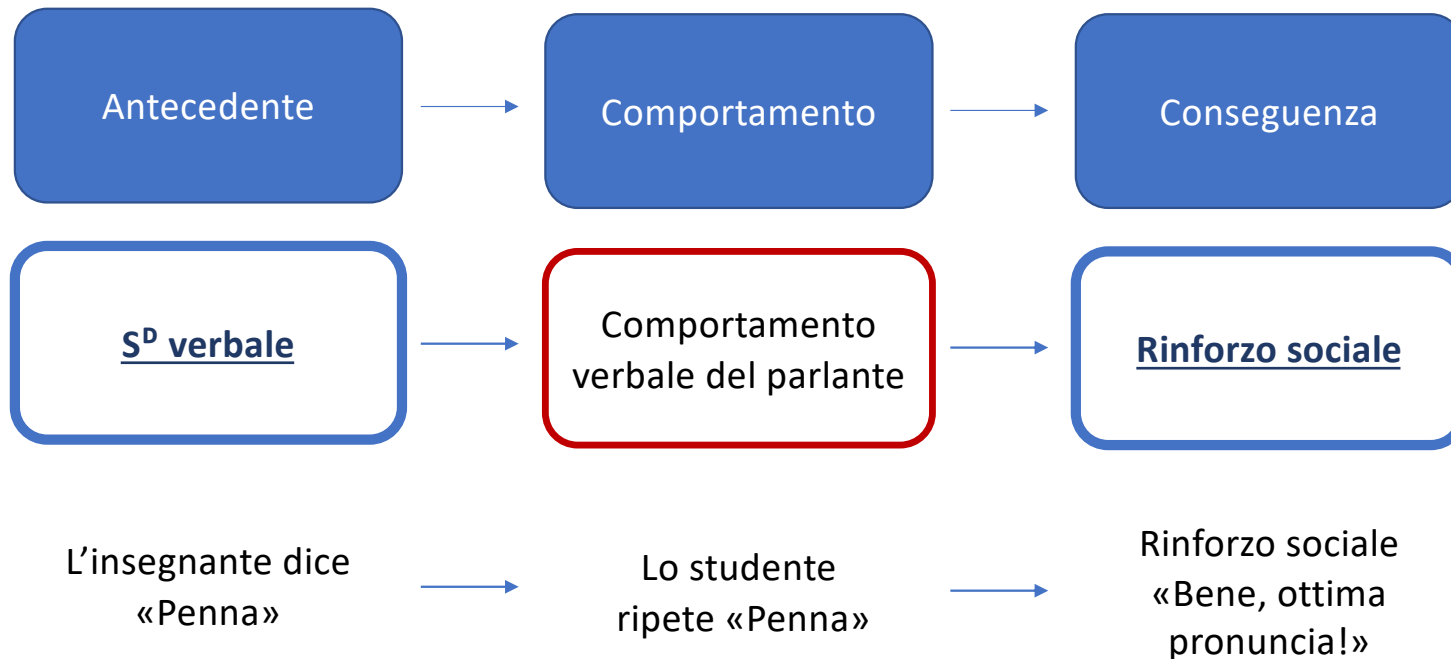 Antecedente
Comportamento
Conseguenza
Sᴰ verbale
Comportamento
verbale del parlante
Rinforzo sociale
L’insegnante dice
«Penna»
Lo studente
ripete «Penna»
Rinforzo sociale
«Bene, ottima
pronuncia!»